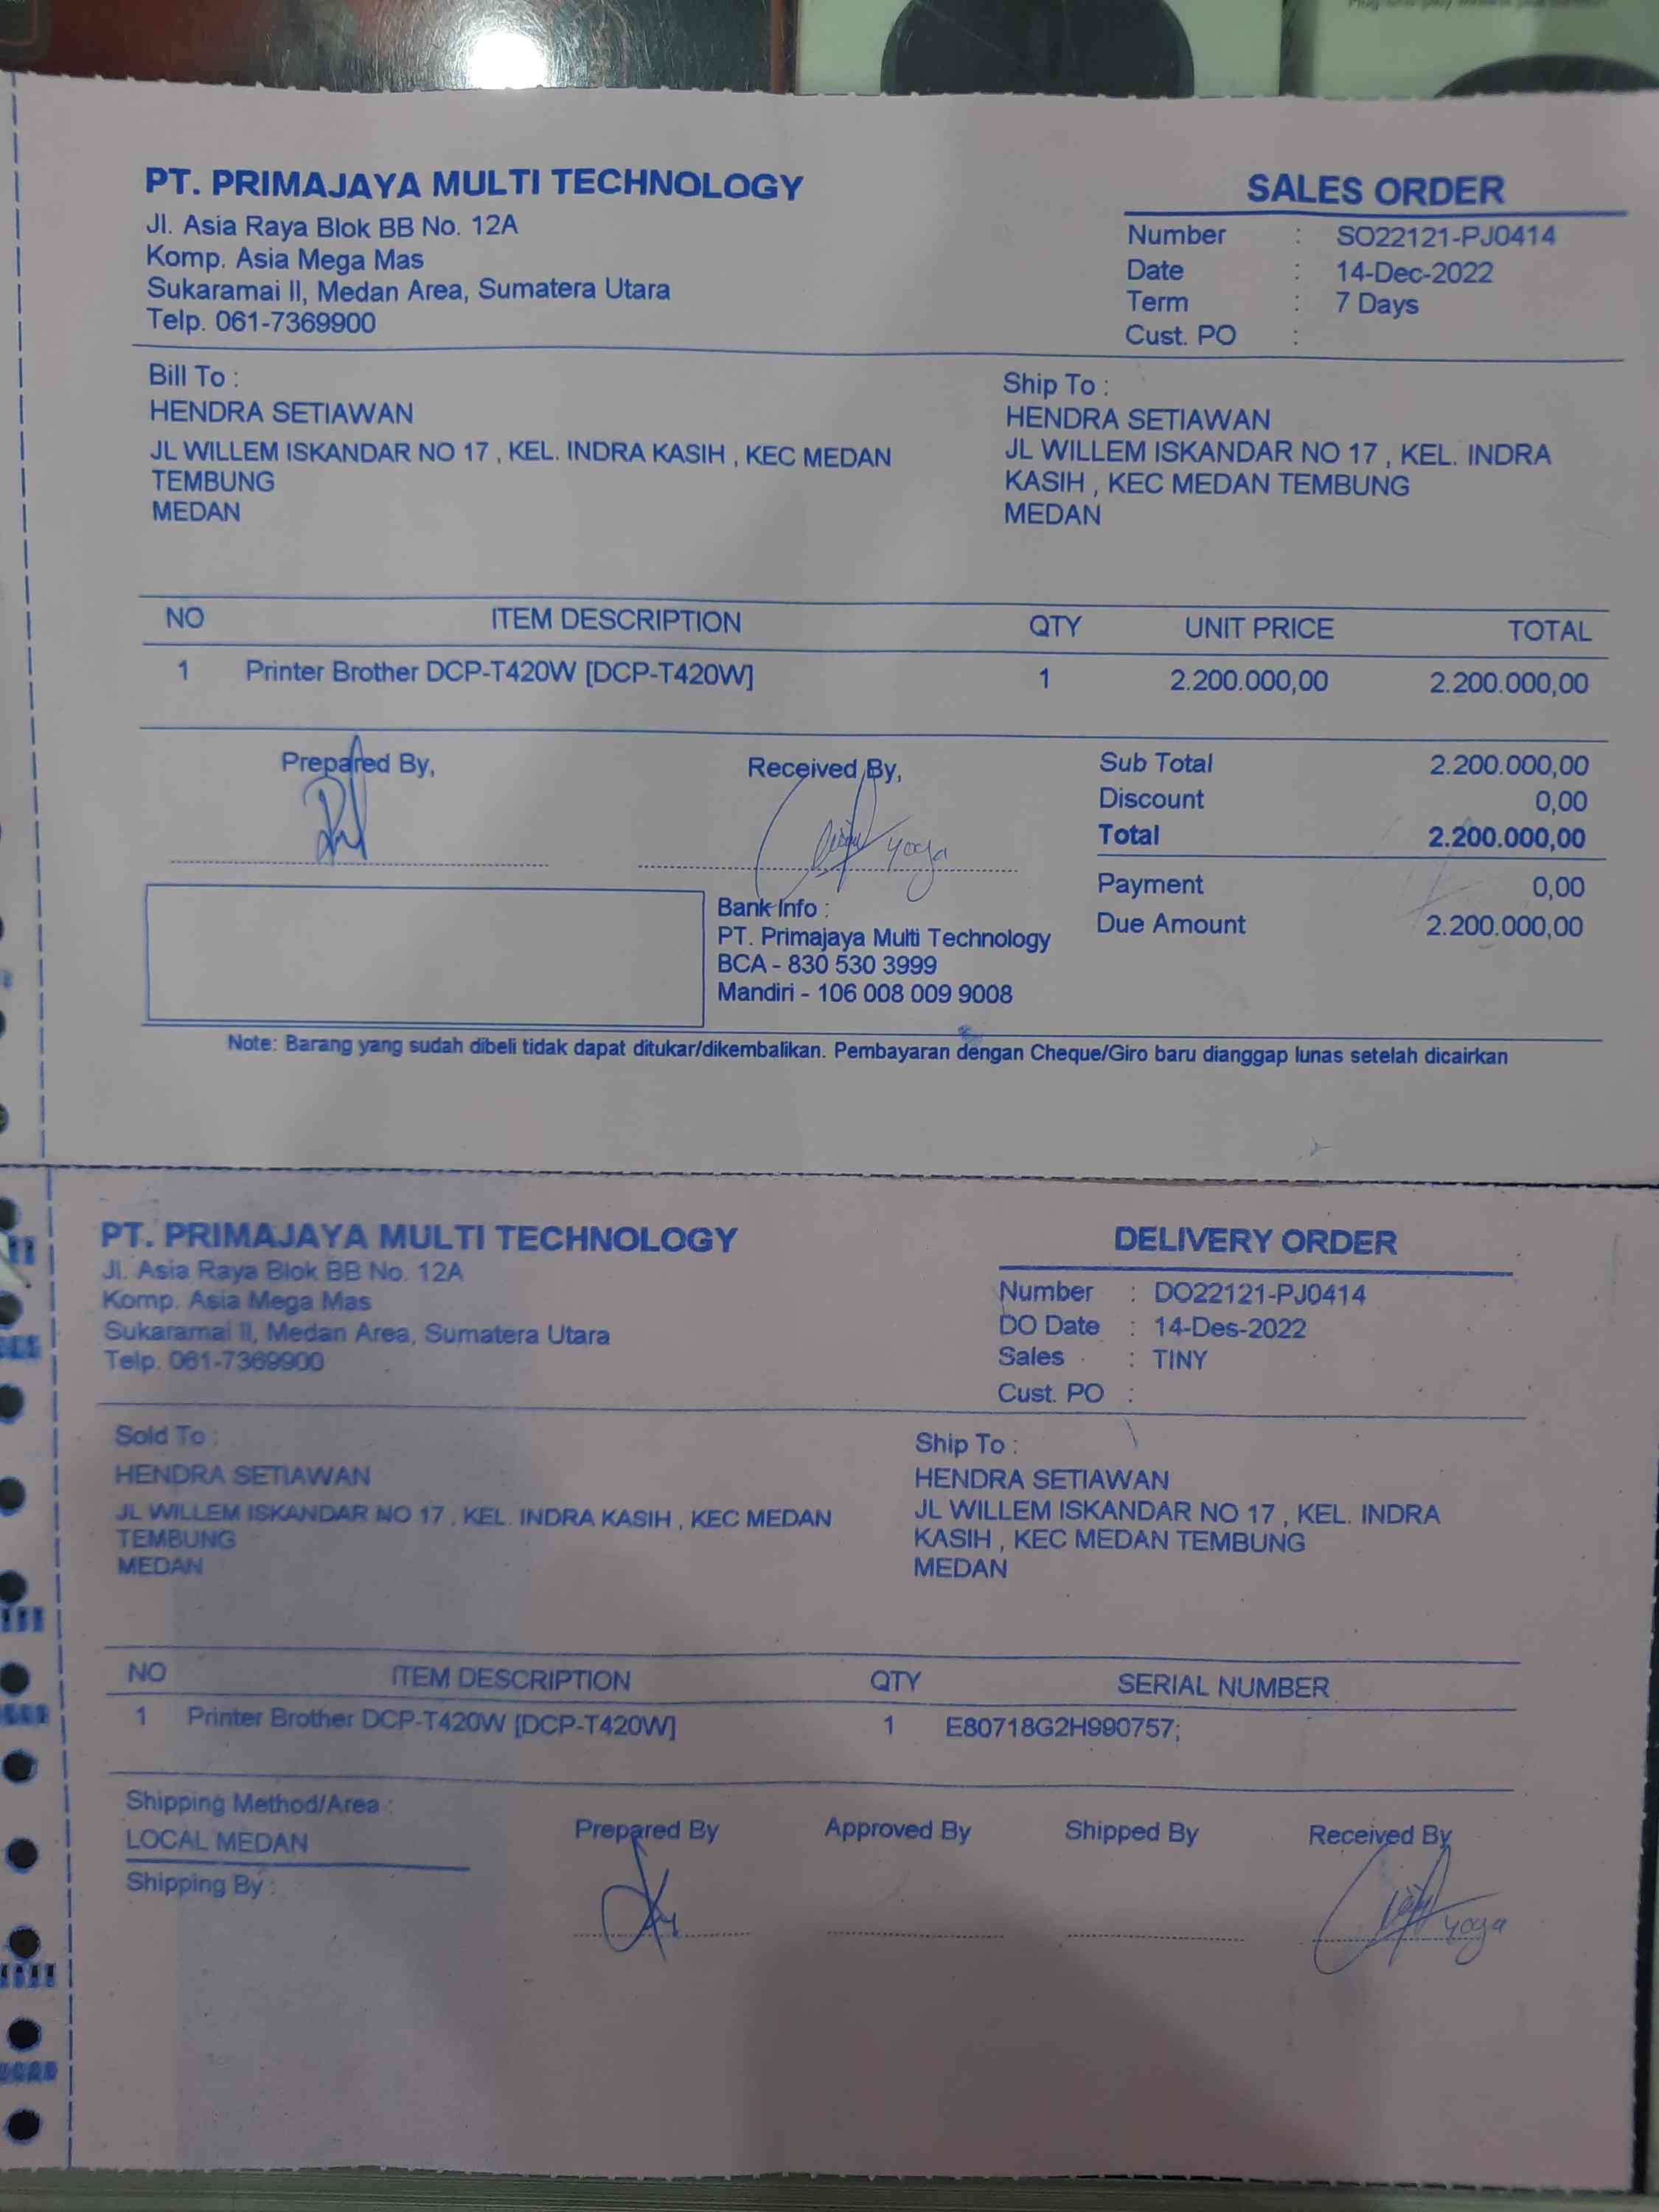 PT. PRIMAJAYA MULTI TECHNOLOGY
Jl. Asia Raya Blok BB No. 12A
Komp. Asia Mega Mas
Sukaramai II, Medan Area, Sumatera Utara
Telp. 061-7369900
SALES ORDER
Number : SO22121-PJ0414
Date : 14-Dec-2022
Term : 7 Days
Cust. PO :
Bill To :
HENDRA SETIAWAN
JL WILLEM ISKANDAR NO 17 , KEL. INDRA KASIH , KEC MEDAN
TEMBUNG
MEDAN
Ship To :
HENDRA SETIAWAN
JL WILLEM ISKANDAR NO 17 , KEL. INDRA
KASIH , KEC MEDAN TEMBUNG
MEDAN
NO ITEM DESCRIPTION QTY UNIT PRICE TOTAL
1 Printer Brother DCP-T420W [DCP-T420W] 1 2.200.000,00 2.200.000,00
Prepared By,
Received By,
yoga
Sub Total 2.200.000,00
Discount 0,00
Total 2.200.000,00
Payment 0,00
Due Amount 2.200.000,00
Bank Info :
PT. Primajaya Multi Technology
BCA - 830 530 3999
Mandiri - 106 008 009 9008
Note: Barang yang sudah dibeli tidak dapat ditukar/dikembalikan. Pembayaran dengan Cheque/Giro baru dianggap lunas setelah dicairkan
PT. PRIMAJAYA MULTI TECHNOLOGY
Jl. Asia Raya Blok BB No. 12A
Komp. Asia Mega Mas
Sukaramai II, Medan Area, Sumatera Utara
Telp. 061-7369900
DELIVERY ORDER
Number : DO22121-PJ0414
DO Date : 14-Des-2022
Sales : TINY
Cust. PO :
Sold To :
HENDRA SETIAWAN
JL WILLEM ISKANDAR NO 17 , KEL. INDRA KASIH , KEC MEDAN
TEMBUNG
MEDAN
Ship To :
HENDRA SETIAWAN
JL WILLEM ISKANDAR NO 17 , KEL. INDRA
KASIH , KEC MEDAN TEMBUNG
MEDAN
NO ITEM DESCRIPTION QTY SERIAL NUMBER
1 Printer Brother DCP-T420W [DCP-T420W] 1 E80718G2H990757;
Shipping Method/Area :
LOCAL MEDAN
Shipping By :
Prepared By
Approved By
Shipped By
Received By
yoga